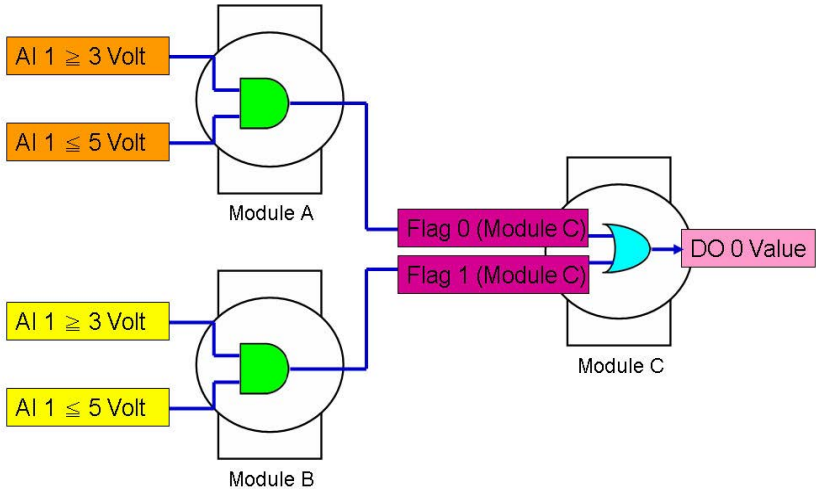 AI 1 ≧ 3 Volt
AI 1 ≦ 5 Volt
Module A
Flag 0 (Module C)
Flag 1 (Module C)
DO 0 Value
Module C
AI 1 ≧ 3 Volt
AI 1 ≦ 5 Volt
Module B